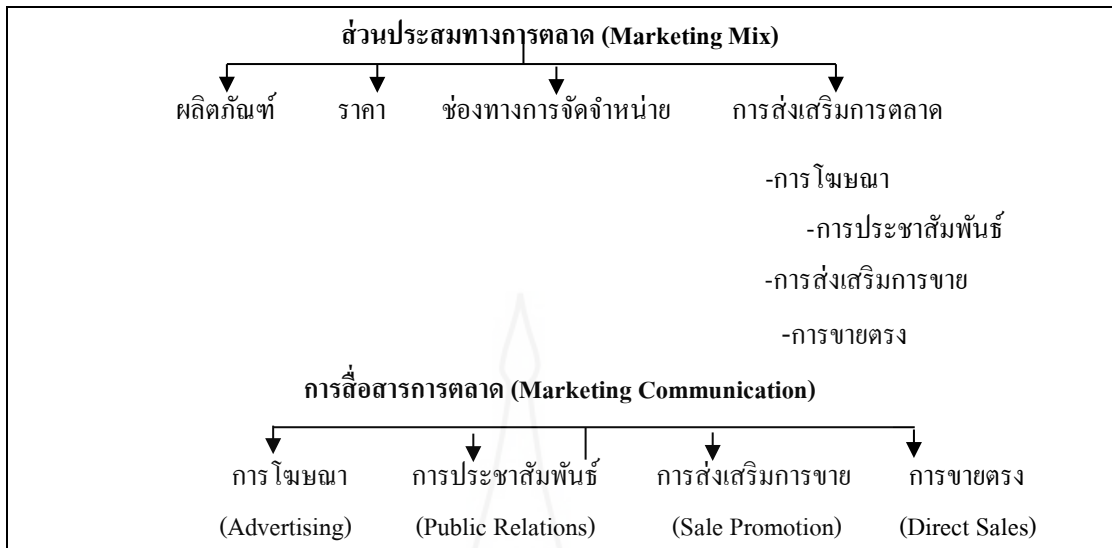 ส่วนประสมทางการตลาด (Marketing Mix)
ผลิตภัณฑ์ ราคา ช่องทางการจัดจำหน่าย การส่งเสริมการตลาด
-การโฆษณา
-การประชาสัมพันธ์
-การส่งเสริมการขาย
-การขายตรง
การสื่อสารการตลาด (Marketing Communication)
การโฆษณา การประชาสัมพันธ์ การส่งเสริมการขาย การขายตรง
(Advertising) (Public Relations) (Sale Promotion) (Direct Sales)